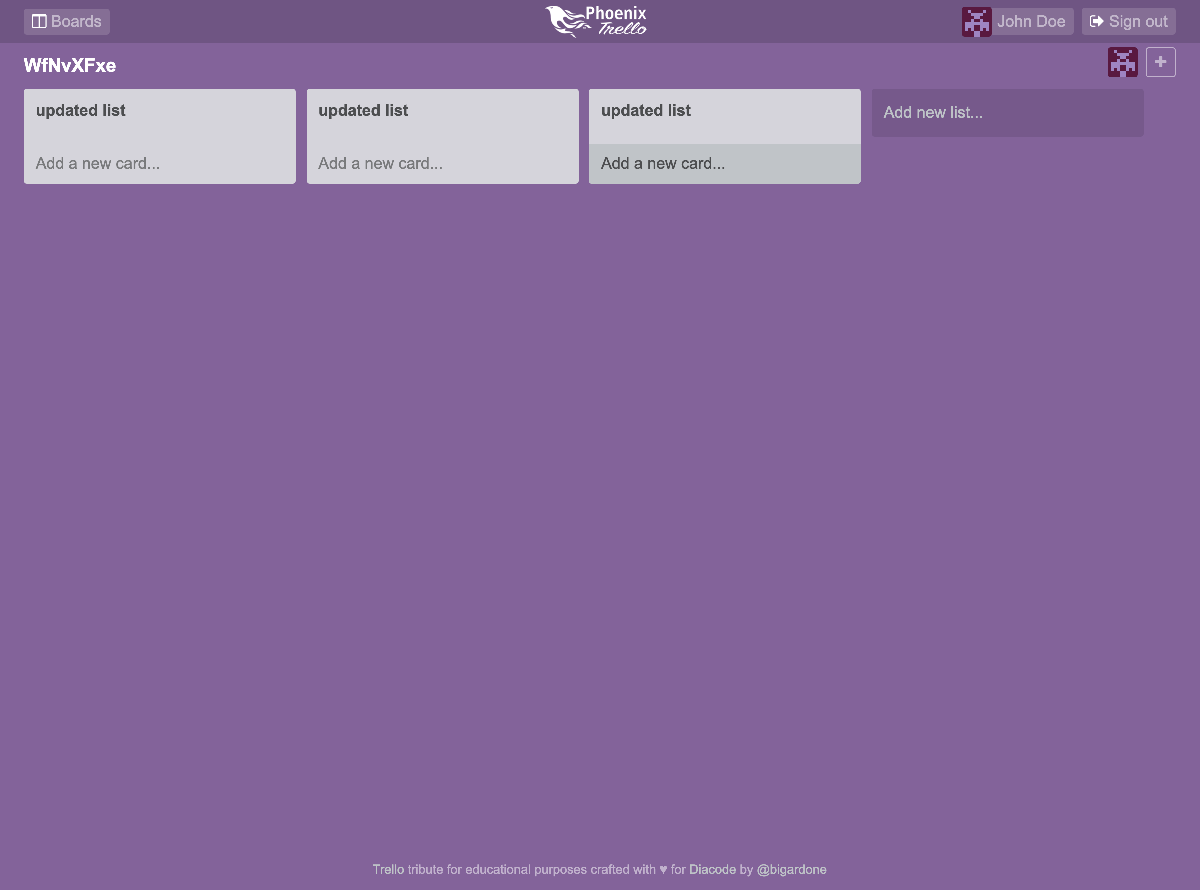 Boards
Phoenix
Trello
John Doe
Sign out
WfNvXFxe
+
updated list
Add a new card...
updated list
Add a new card...
updated list
Add a new card...
Add new list...
Trello tribute for educational purposes crafted with ♥ for Diacode by @bigardone